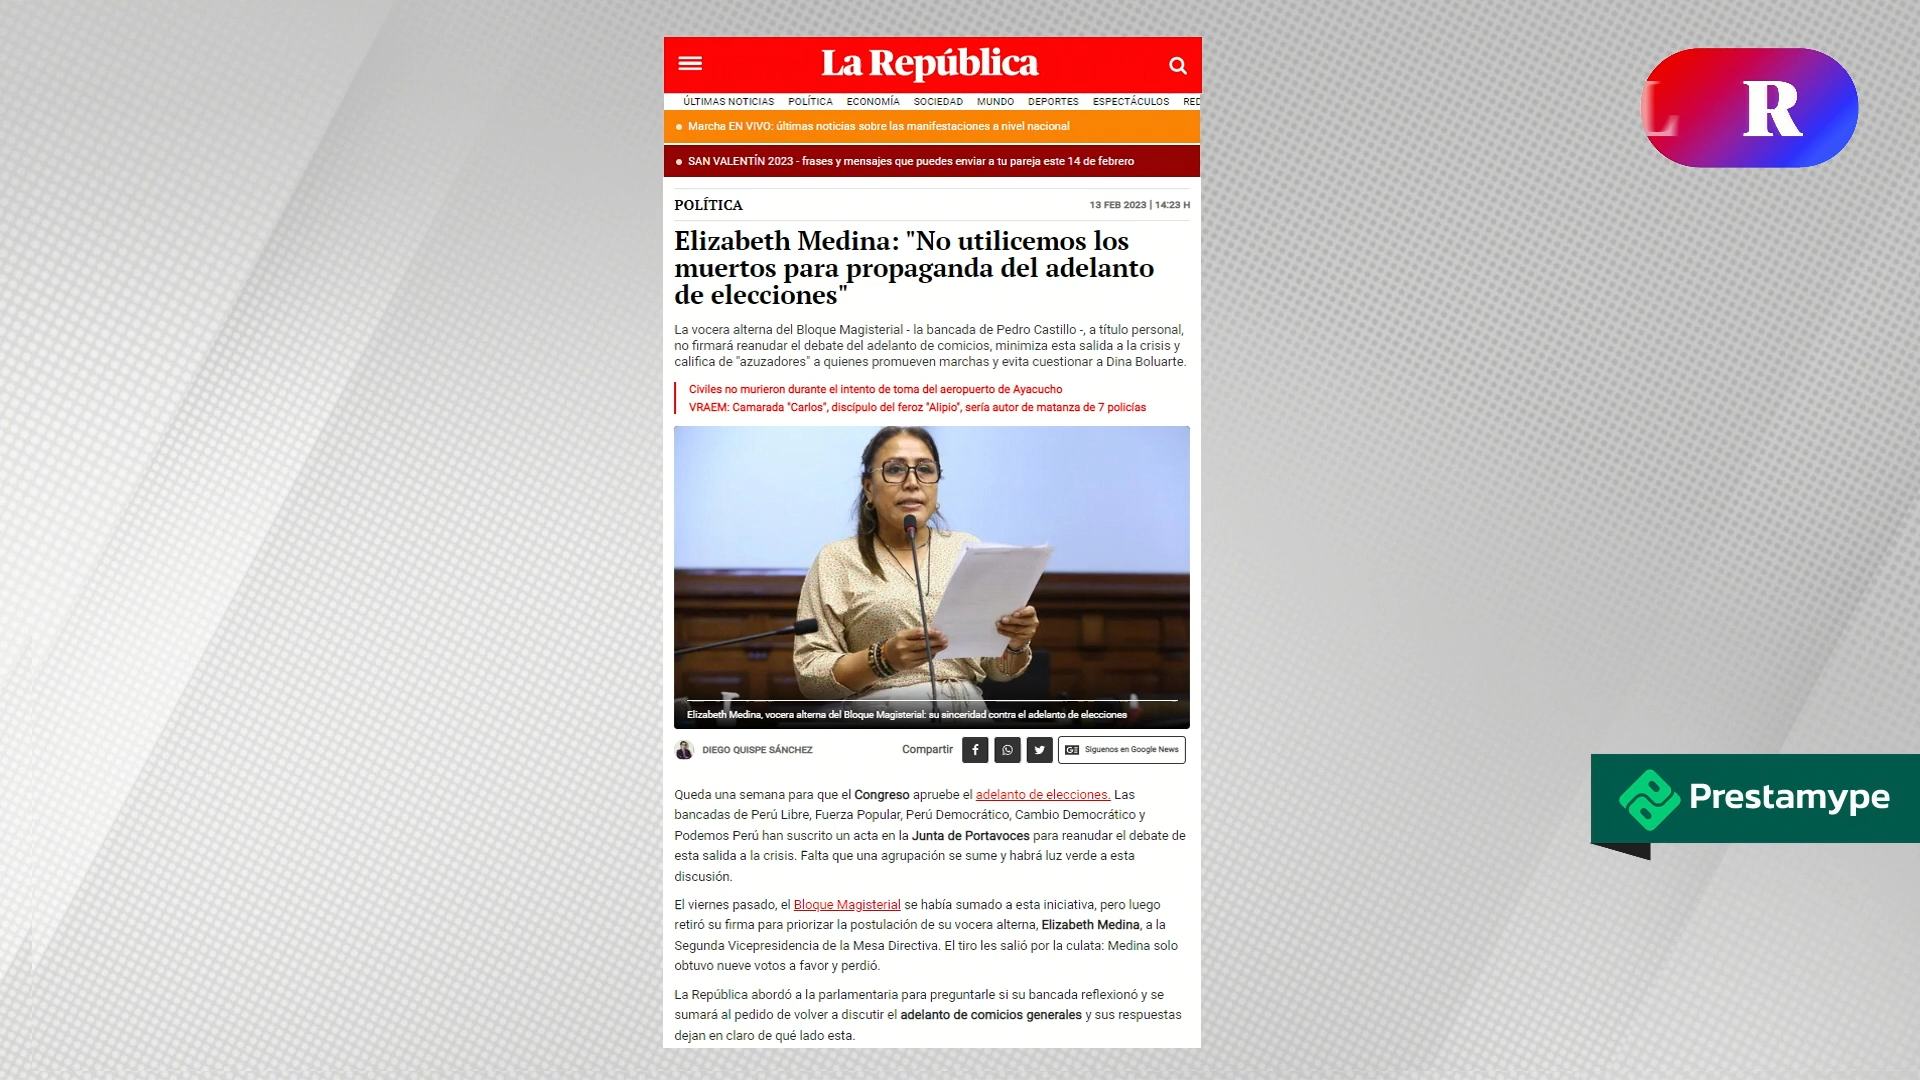 La República
ÚLTIMAS NOTICIAS POLÍTICA ECONOMÍA SOCIEDAD MUNDO DEPORTES ESPECTÁCULOS RED
Marcha EN VIVO: últimas noticias sobre las manifestaciones a nivel nacional
SAN VALENTÍN 2023 - frases y mensajes que puedes enviar a tu pareja este 14 de febrero
POLÍTICA 13 FEB 2023 | 14:23 H
Elizabeth Medina: "No utilicemos los
muertos para propaganda del adelanto
de elecciones"
La vocera alterna del Bloque Magisterial - la bancada de Pedro Castillo -, a título personal,
no firmará reanudar el debate del adelanto de comicios, minimiza esta salida a la crisis y
califica de "azuzadores" a quienes promueven marchas y evita cuestionar a Dina Boluarte.
Civiles no murieron durante el intento de toma del aeropuerto de Ayacucho
VRAEM: Camarada "Carlos", discípulo del feroz "Alipio", sería autor de matanza de 7 policías
Elizabeth Medina, vocera alterna del Bloque Magisterial: su sinceridad contra el adelanto de elecciones
DIEGO QUISPE SÁNCHEZ Compartir Síguenos en Google News
Queda una semana para que el Congreso apruebe el adelanto de elecciones. Las
bancadas de Perú Libre, Fuerza Popular, Perú Democrático, Cambio Democrático y
Podemos Perú han suscrito un acta en la Junta de Portavoces para reanudar el debate de
esta salida a la crisis. Falta que una agrupación se sume y habrá luz verde a esta
discusión.
El viernes pasado, el Bloque Magisterial se había sumado a esta iniciativa, pero luego
retiró su firma para priorizar la postulación de su vocera alterna, Elizabeth Medina, a la
Segunda Vicepresidencia de la Mesa Directiva. El tiro les salió por la culata: Medina solo
obtuvo nueve votos a favor y perdió.
La República abordó a la parlamentaria para preguntarle si su bancada reflexionó y se
sumará al pedido de volver a discutir el adelanto de comicios generales y sus respuestas
dejan en claro de qué lado esta.
L R
Prestamype